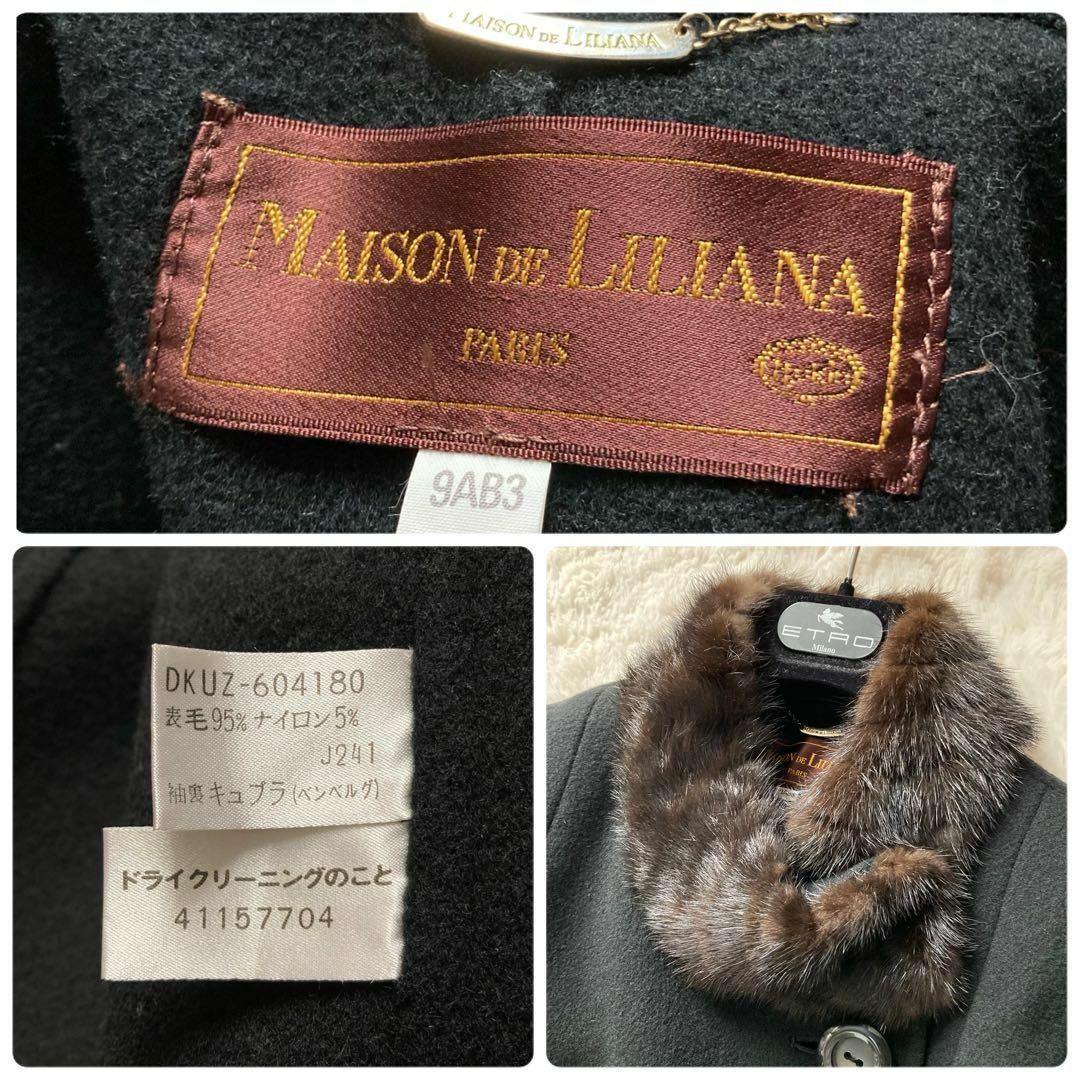 MAISON DE LILIANA
MAISON DE LILIANA
PARIS
9AB3
DKUZ-604180
表毛95% ナイロン5%
J241
袖裏キュプラ(ベンベルグ)
ドライクリーニングのこと
41157704
ETRO
Milano
PARIS